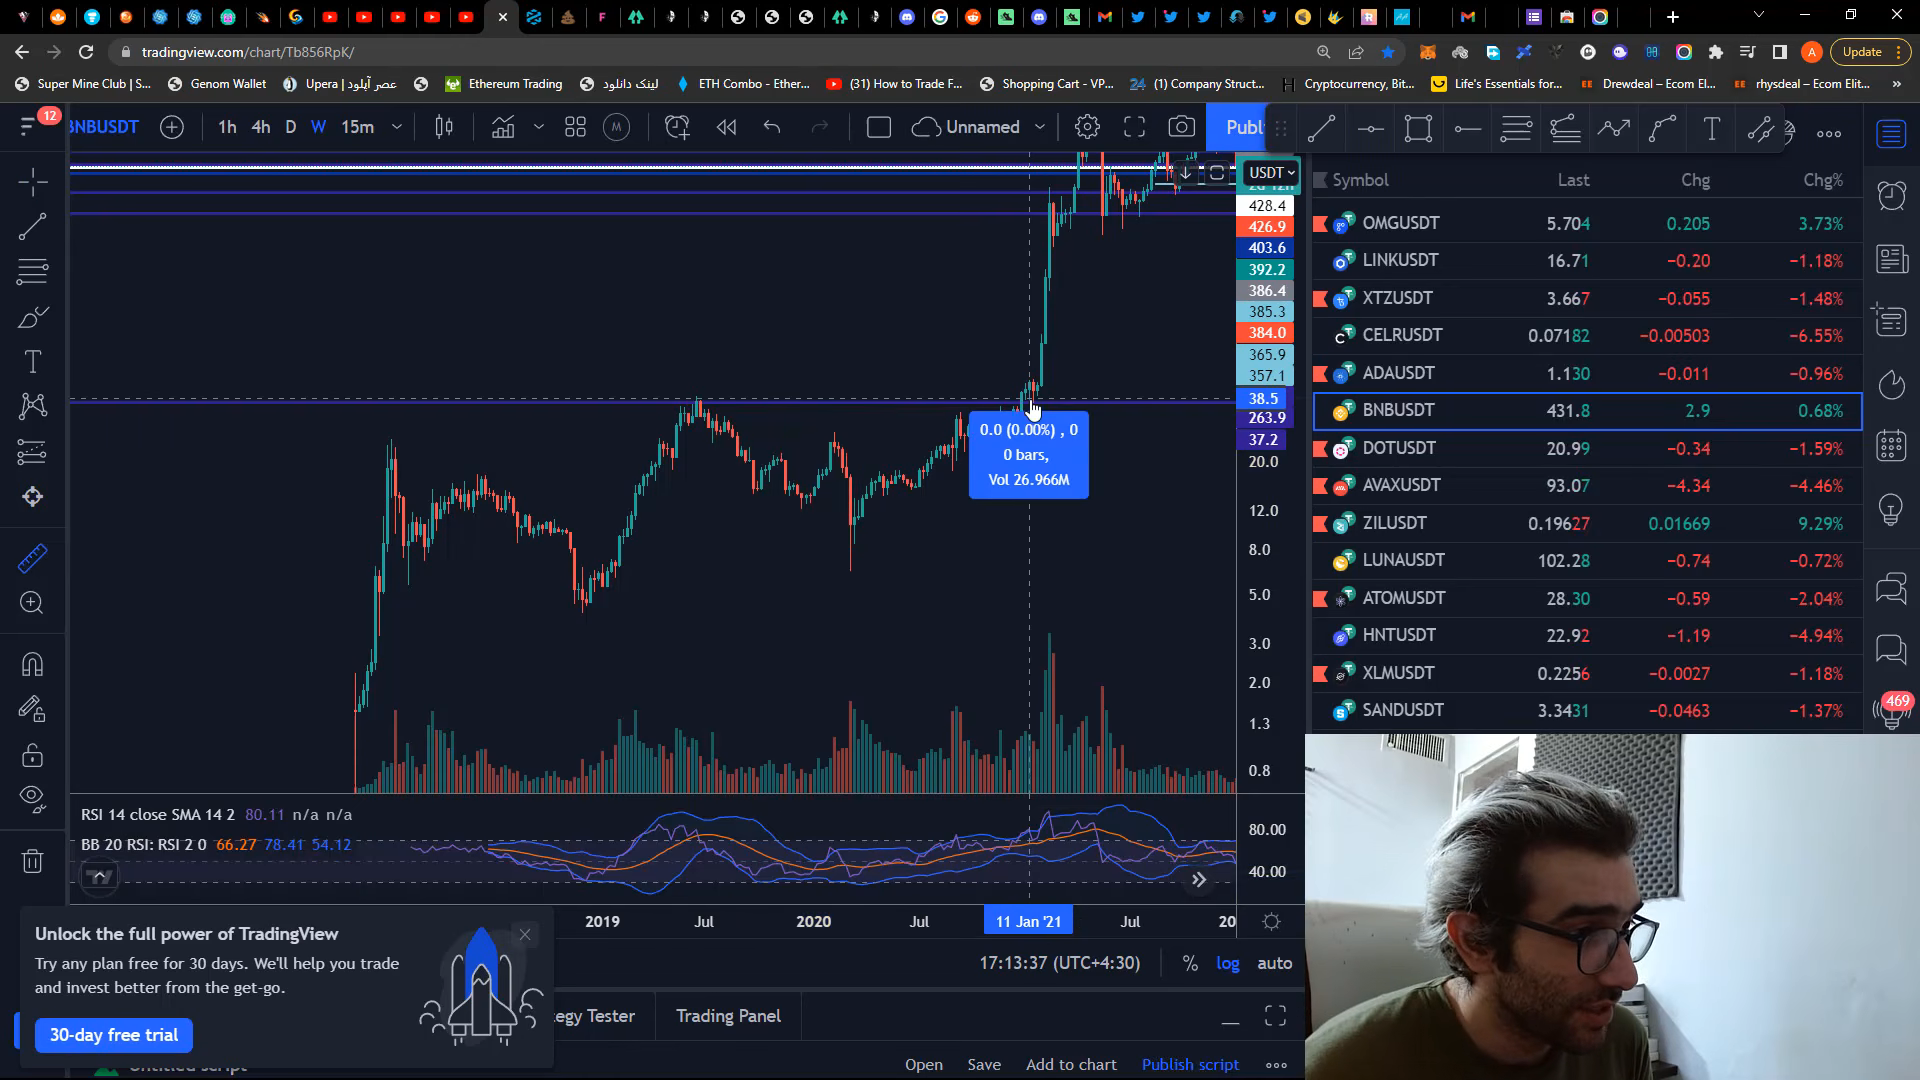 tradingview.com/chart/Tb856RpK/
Update
Super Mine Club | S...
Genom Wallet
Upera | عصر آپلود
Ethereum Trading
لینک دانلود
ETH Combo - Ether...
(31) How to Trade F...
Shopping Cart - VP...
(1) Company Struct...
Cryptocurrency, Bit...
Life's Essentials for...
Drewdeal – Ecom El...
rhysdeal – Ecom Elit...
12
BNBUSDT
1h
4h
D
W
15m
M
Unnamed
Publ
USDT
428.4
426.9
403.6
392.2
386.4
385.3
384.0
365.9
357.1
38.5
263.9
37.2
20.0
12.0
8.0
5.0
3.0
2.0
1.3
0.8
0.0 (0.00%) , 0
0 bars,
Vol 26.966M
RSI 14 close SMA 14 2 80.11 n/a n/a
BB 20 RSI: RSI 2 0 66.27 78.41 54.12
80.00
40.00
2019
Jul
2020
Jul
11 Jan '21
Jul
20
17:13:37 (UTC+4:30)
%
log
auto
Unlock the full power of TradingView
Try any plan free for 30 days. We'll help you trade
and invest better from the get-go.
30-day free trial
egy Tester
Trading Panel
Open
Save
Add to chart
Publish script
Symbol Last Chg Chg%
OMGUSDT 5.704 0.205 3.73%
LINKUSDT 16.71 −0.20 −1.18%
XTZUSDT 3.667 −0.055 −1.48%
CELRUSDT 0.07182 −0.00503 −6.55%
ADAUSDT 1.130 −0.011 −0.96%
BNBUSDT 431.8 2.9 0.68%
DOTUSDT 20.99 −0.34 −1.59%
AVAXUSDT 93.07 −4.34 −4.46%
ZILUSDT 0.19627 0.01669 9.29%
LUNAUSDT 102.28 −0.74 −0.72%
ATOMUSDT 28.30 −0.59 −2.04%
HNTUSDT 22.92 −1.19 −4.94%
XLMUSDT 0.2256 −0.0027 −1.18%
SANDUSDT 3.3431 −0.0463 −1.37%
469